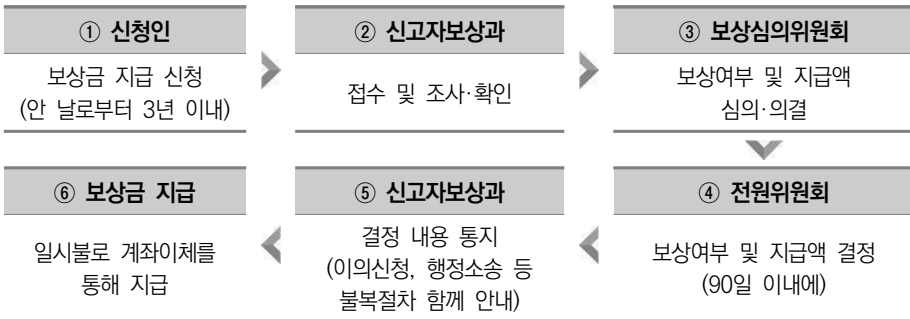 ① 신청인
보상금 지급 신청
(안 날로부터 3년 이내)
② 신고자보상과
접수 및 조사·확인
③ 보상심의위원회
보상여부 및 지급액
심의·의결
④ 전원위원회
보상여부 및 지급액 결정
(90일 이내에)
⑤ 신고자보상과
결정 내용 통지
(이의신청, 행정소송 등
불복절차 함께 안내)
⑥ 보상금 지급
일시불로 계좌이체를
통해 지급